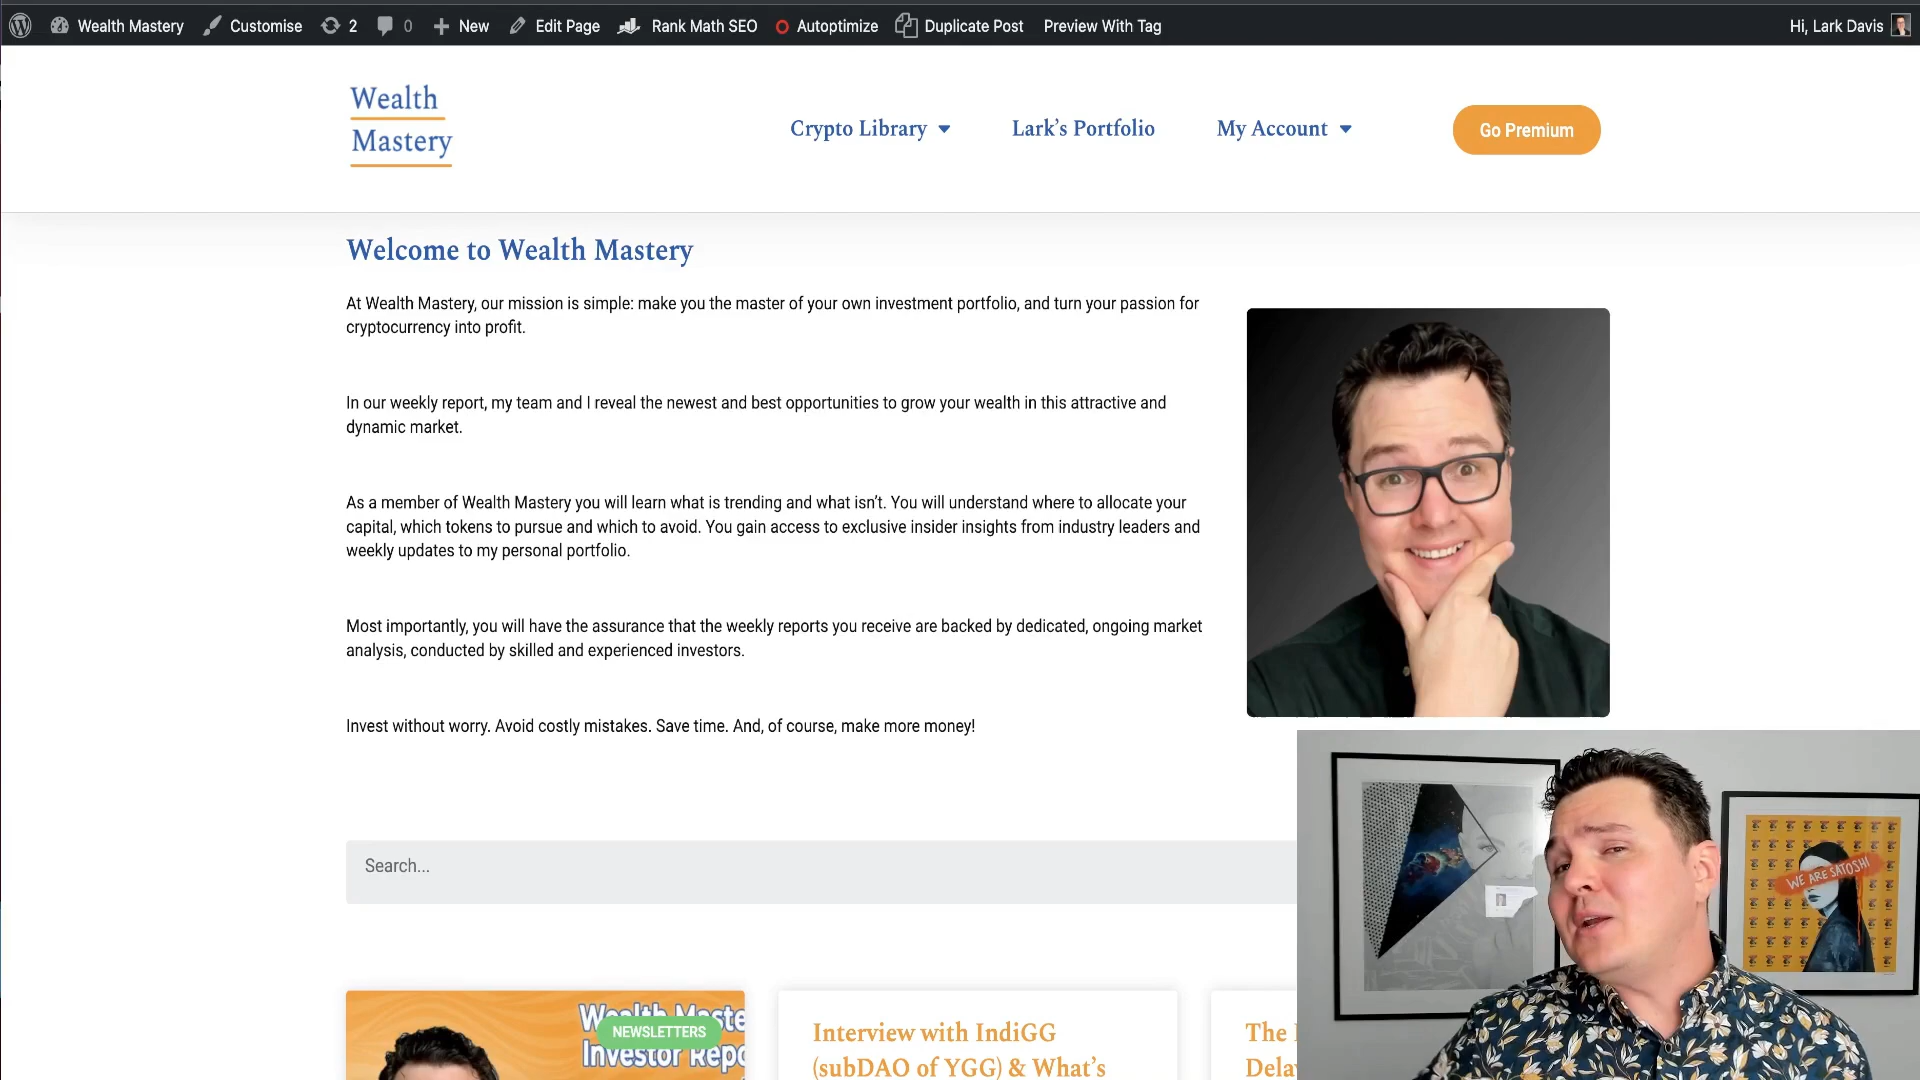 Wealth Mastery Customise 2 0 New Edit Page Rank Math SEO Autoptimize Duplicate Post Preview With Tag Hi, Lark Davis
Wealth
Mastery
Crypto Library Lark's Portfolio My Account Go Premium
Welcome to Wealth Mastery
At Wealth Mastery, our mission is simple: make you the master of your own investment portfolio, and turn your passion for
cryptocurrency into profit.
In our weekly report, my team and I reveal the newest and best opportunities to grow your wealth in this attractive and
dynamic market.
As a member of Wealth Mastery you will learn what is trending and what isn't. You will understand where to allocate your
capital, which tokens to pursue and which to avoid. You gain access to exclusive insider insights from industry leaders and
weekly updates to my personal portfolio.
Most importantly, you will have the assurance that the weekly reports you receive are backed by dedicated, ongoing market
analysis, conducted by skilled and experienced investors.
Invest without worry. Avoid costly mistakes. Save time. And, of course, make more money!
Search...
WE ARE SATOSHI
Wealth Maste
NEWSLETTERS
Investor Repo
Interview with IndiGG
(subDAO of YGG) & What's
The
Dela